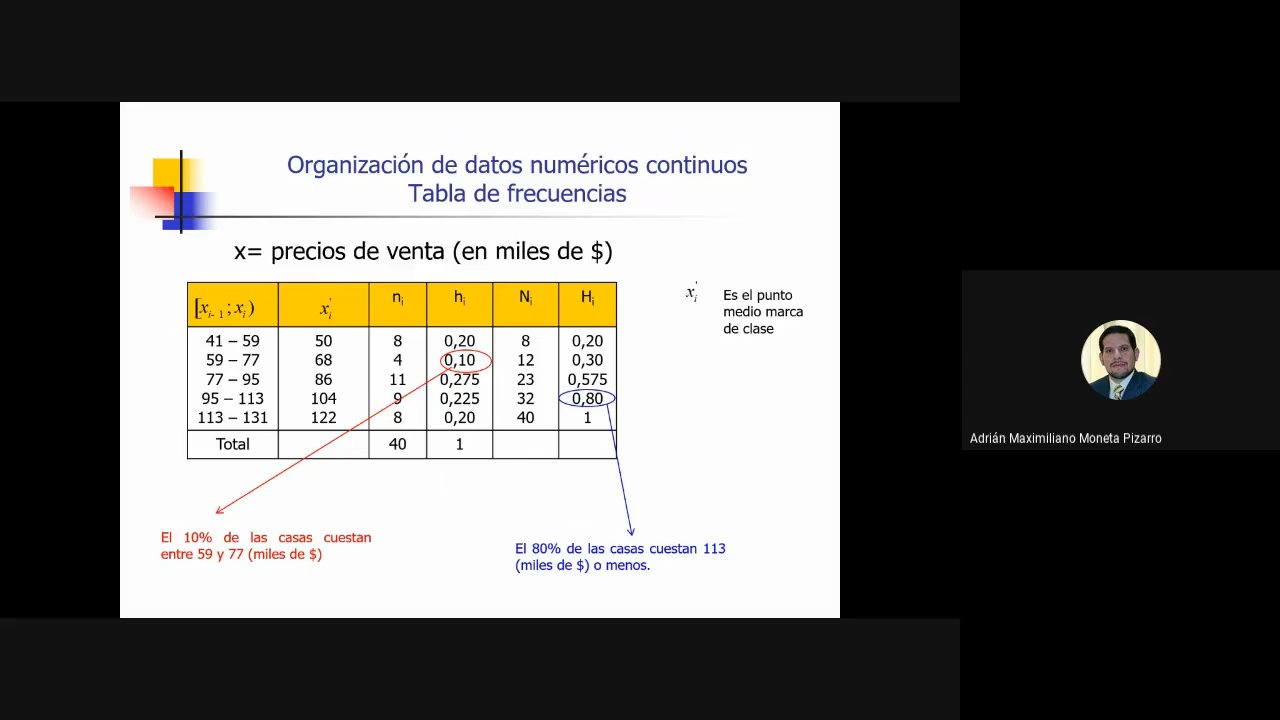 Organización de datos numéricos continuos
Tabla de frecuencias
x= precios de venta (en miles de $)
[xᵢ₋₁ ; xᵢ) xᵢ' nᵢ hᵢ Nᵢ Hᵢ
41 – 59 50 8 0,20 8 0,20
59 – 77 68 4 0,10 12 0,30
77 – 95 86 11 0,275 23 0,575
95 – 113 104 9 0,225 32 0,80
113 – 131 122 8 0,20 40 1
Total 40 1
xᵢ' Es el punto
medio marca
de clase
El 10% de las casas cuestan
entre 59 y 77 (miles de $)
El 80% de las casas cuestan 113
(miles de $) o menos.
Adrián Maximiliano Moneta Pizarro